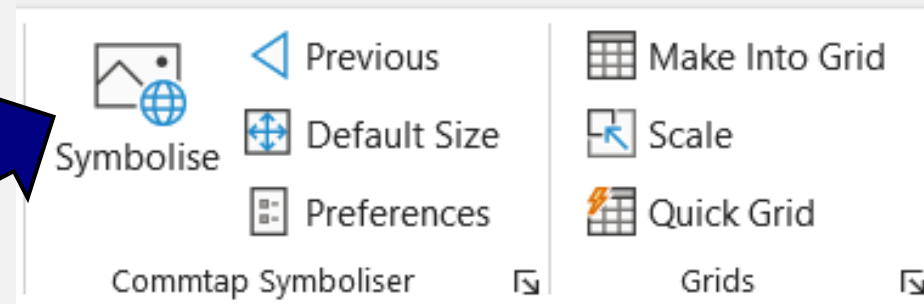 Symbolise
Previous
Default Size
Preferences
Commtap Symboliser
Make Into Grid
Scale
Quick Grid
Grids